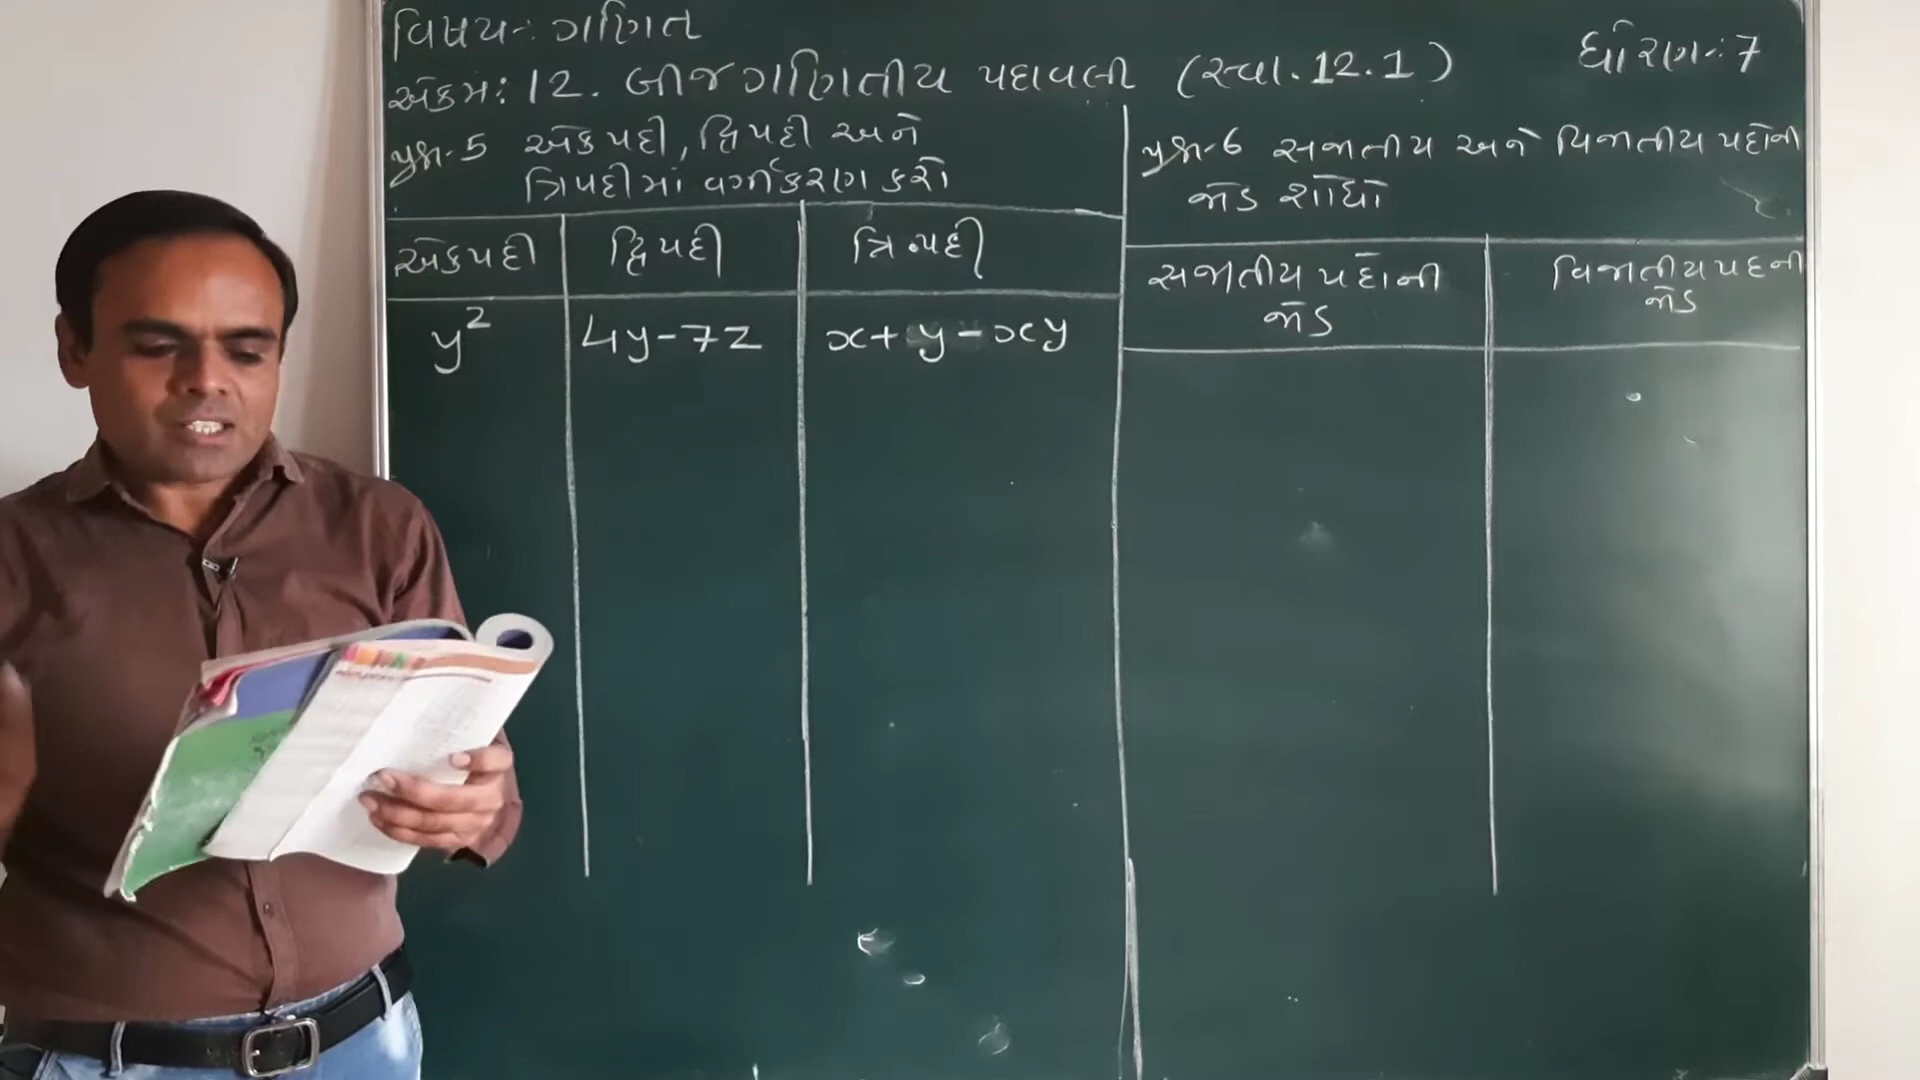 વિષય:- ગણિત
ધોરણ:- 7
એકમ: 12. બીજગણિતીય પદાવલી (સ્વા. 12.1)
પ્રશ્ન-5 એકપદી, દ્વિપદી અને
ત્રિપદીમાં વર્ગીકરણ કરો
એકપદી દ્વિપદી ત્રિપદી
y² 4y-7z x+y-xy
પ્રશ્ન-6 સજાતીય અને વિજાતીય પદોની
જોડ શોધો
સજાતીય પદોની વિજાતીય પદની
જોડ જોડ